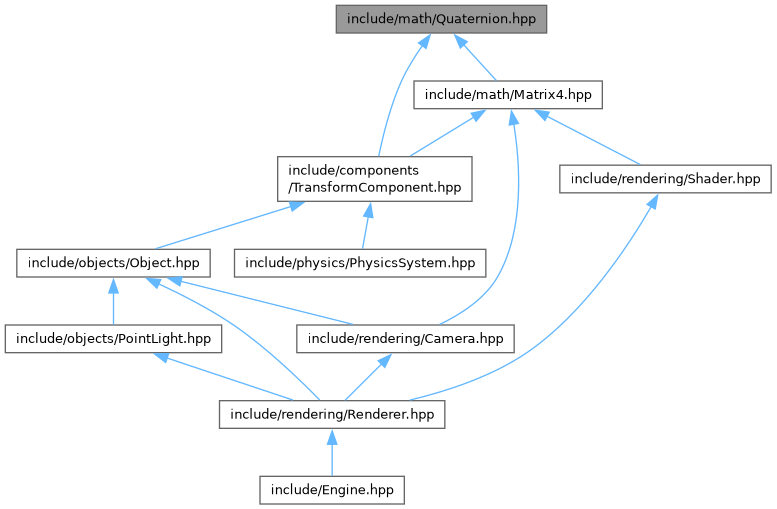 include/math/Quaternion.hpp
include/math/Matrix4.hpp
include/components
/TransformComponent.hpp
include/rendering/Shader.hpp
include/objects/Object.hpp
include/physics/PhysicsSystem.hpp
include/objects/PointLight.hpp
include/rendering/Camera.hpp
include/rendering/Renderer.hpp
include/Engine.hpp